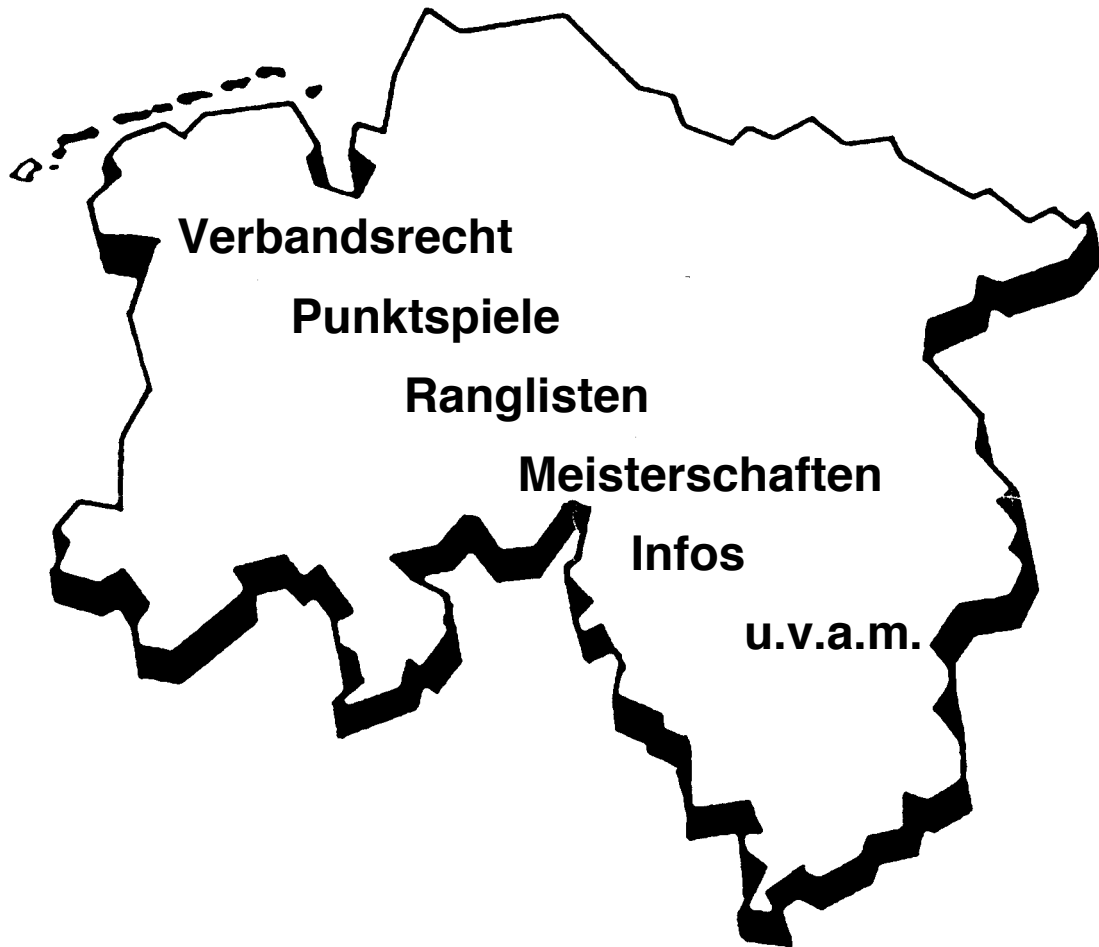 Verbandsrecht
Punktspiele
Ranglisten
Meisterschaften
Infos
u.v.a.m.